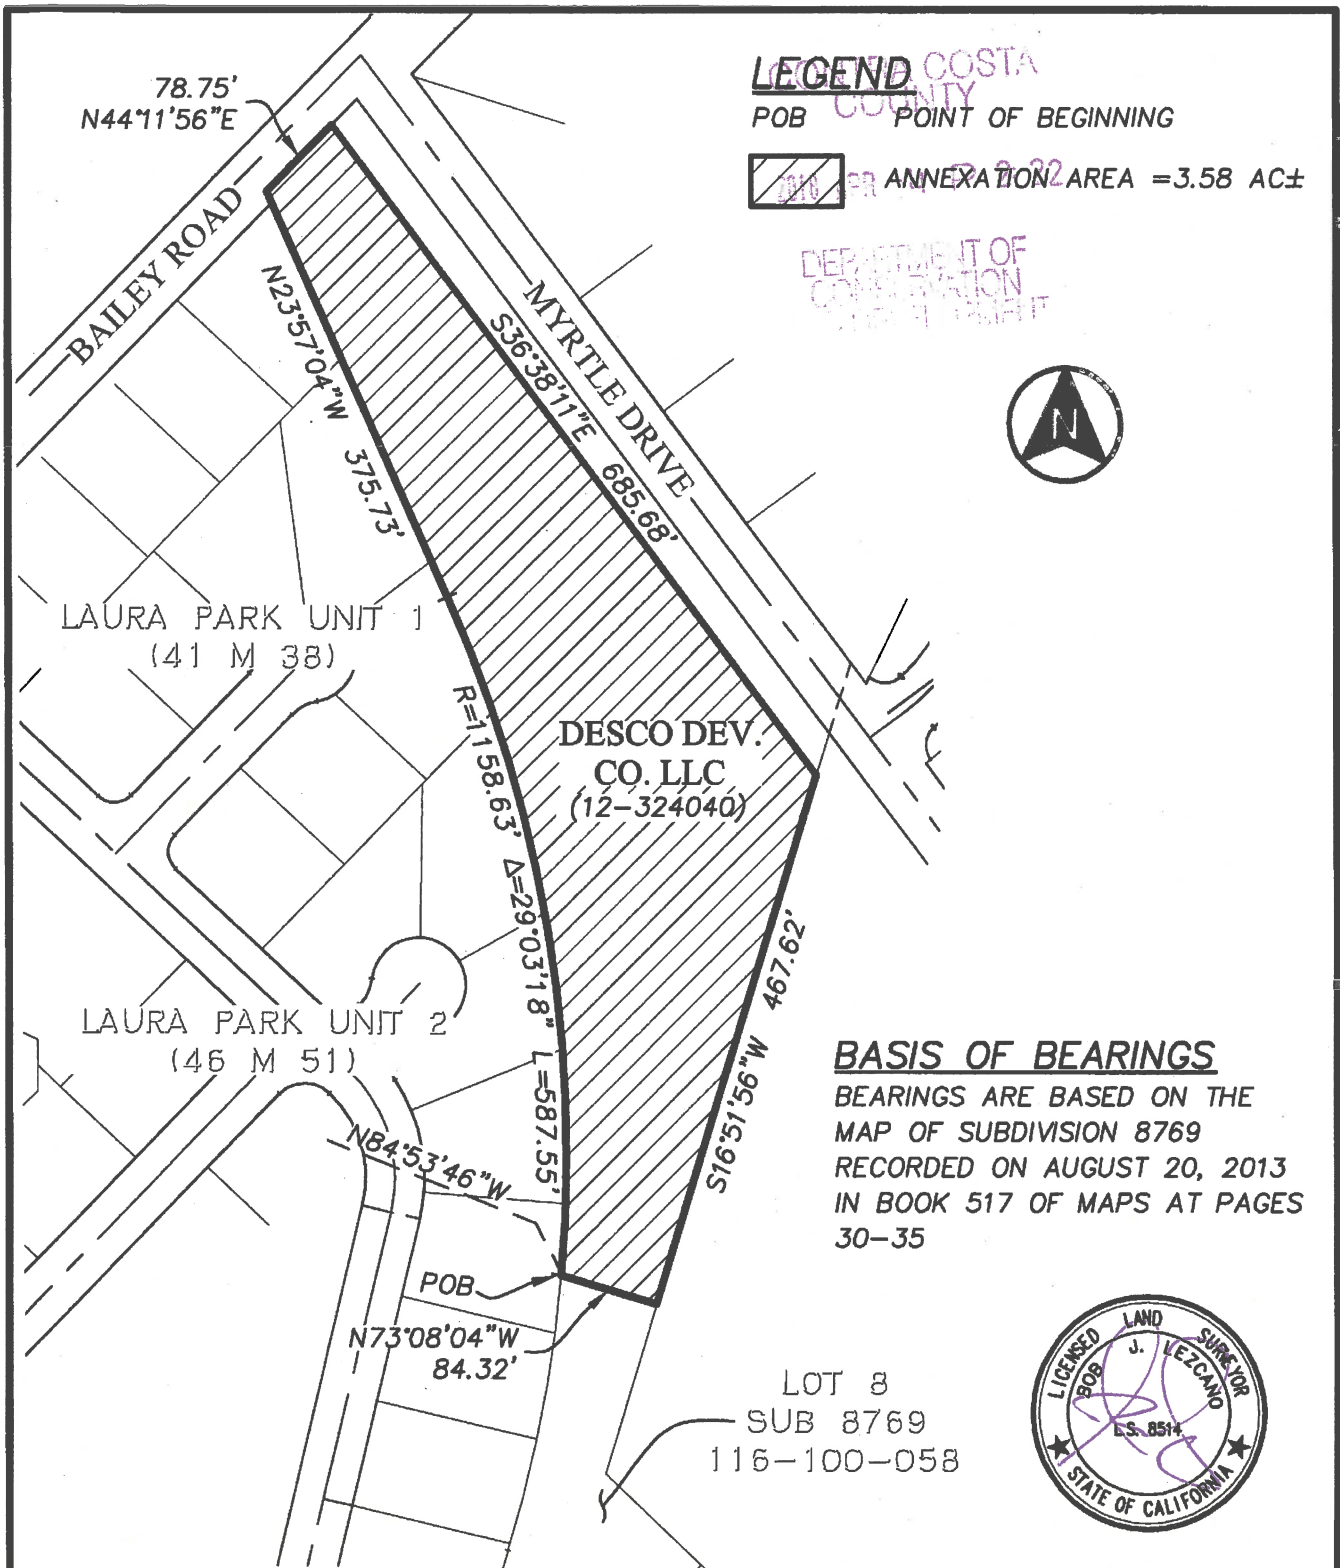 78.75'
N44°11'56"E
LEGEND
POB POINT OF BEGINNING
ANNEXATION AREA =3.58 AC±
COSTA
COUNTY
DEPARTMENT OF
CONSERVATION
BAILEY ROAD
MYRTLE DRIVE
N23°57'04"W 375.73'
S36°38'11"E 685.68'
N
LAURA PARK UNIT 1
(41 M 38)
R=1158.63' Δ=29°03'18" L=587.55'
DESCO DEV.
CO. LLC
(12-324040)
S16°51'56"W 467.62'
LAURA PARK UNIT 2
(46 M 51)
N84°53'46"W
POB
N73°08'04"W
84.32'
BASIS OF BEARINGS
BEARINGS ARE BASED ON THE
MAP OF SUBDIVISION 8769
RECORDED ON AUGUST 20, 2013
IN BOOK 517 OF MAPS AT PAGES
30-35
LOT 8
SUB 8769
116-100-058
LICENSED LAND SURVEYOR
BOB J. LEZCANO
L.S. 8514
STATE OF CALIFORNIA